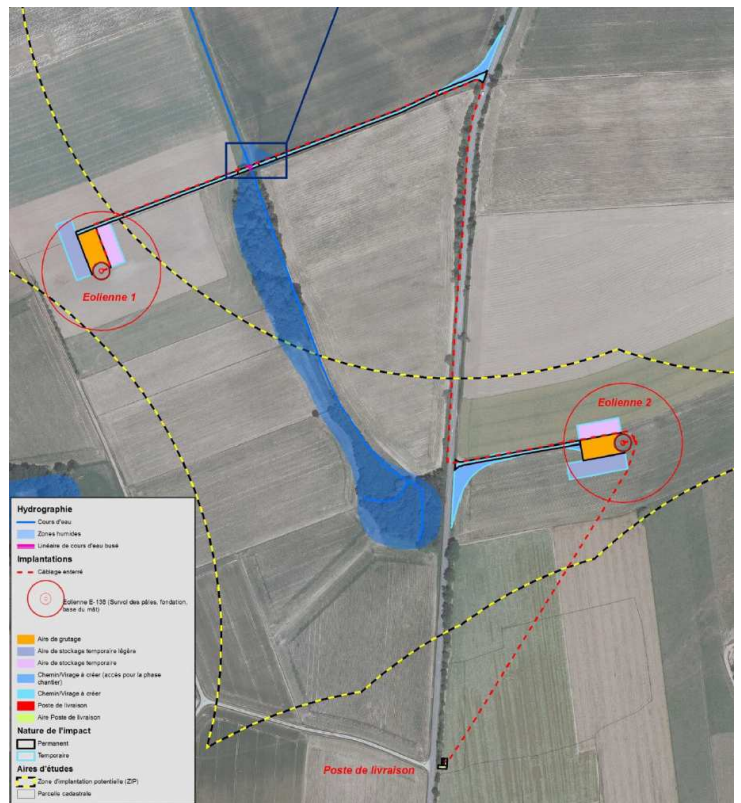 Eolienne 1
Eolienne 2
Poste de livraison
Hydrographie
Cours d'eau
Zones humides
Linéaire de cours d'eau busé
Implantations
Câblage enterré
Eolienne E-138 (Survol des pâles, fondation,
base du mât)
Aire de grutage
Aire de stockage temporaire légère
Aire de stockage temporaire
Chemin/Virage à créer (accès pour la phase
chantier)
Chemin/Virage à créer
Poste de livraison
Aire Poste de livraison
Nature de l'impact
Permanent
Temporaire
Aires d'études
Zone d'implantation potentielle (ZIP)
Parcelle cadastrale